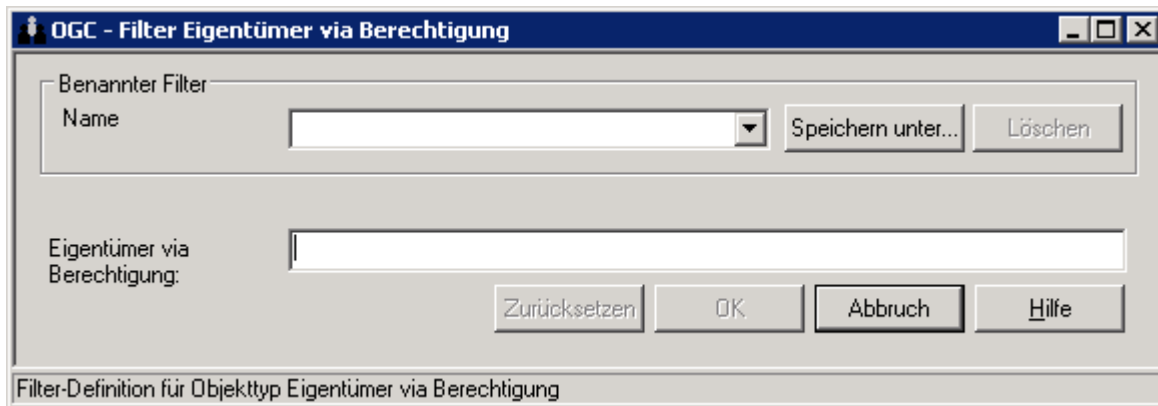 OGC - Filter Eigentümer via Berechtigung
Benannter Filter
Name
Speichern unter...
Löschen
Eigentümer via
Berechtigung:
Zurücksetzen
OK
Abbruch
Hilfe
Filter-Definition für Objekttyp Eigentümer via Berechtigung